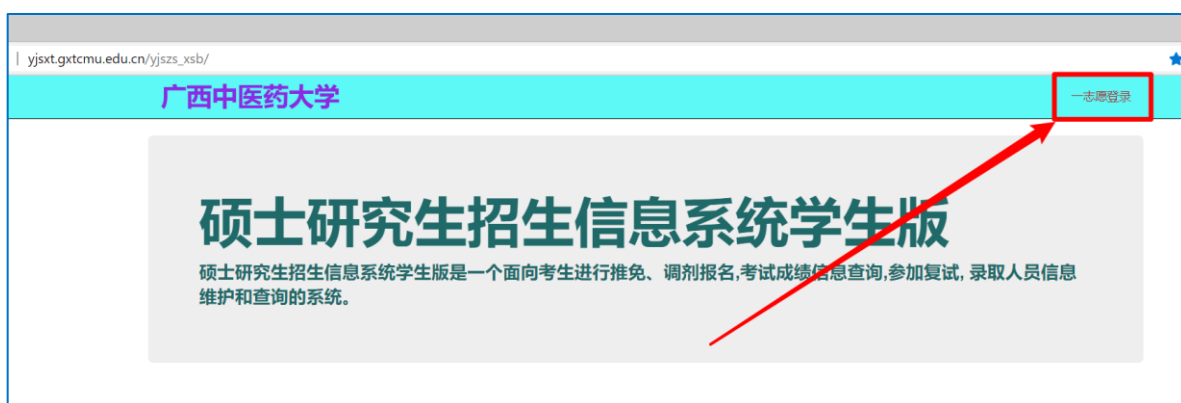 yjsxt.gxtcmu.edu.cn/yjszs_xsb/
广西中医药大学
一志愿登录
硕士研究生招生信息系统学生版
硕士研究生招生信息系统学生版是一个面向考生进行推免、调剂报名,考试成绩信息查询,参加复试, 录取人员信息
维护和查询的系统。